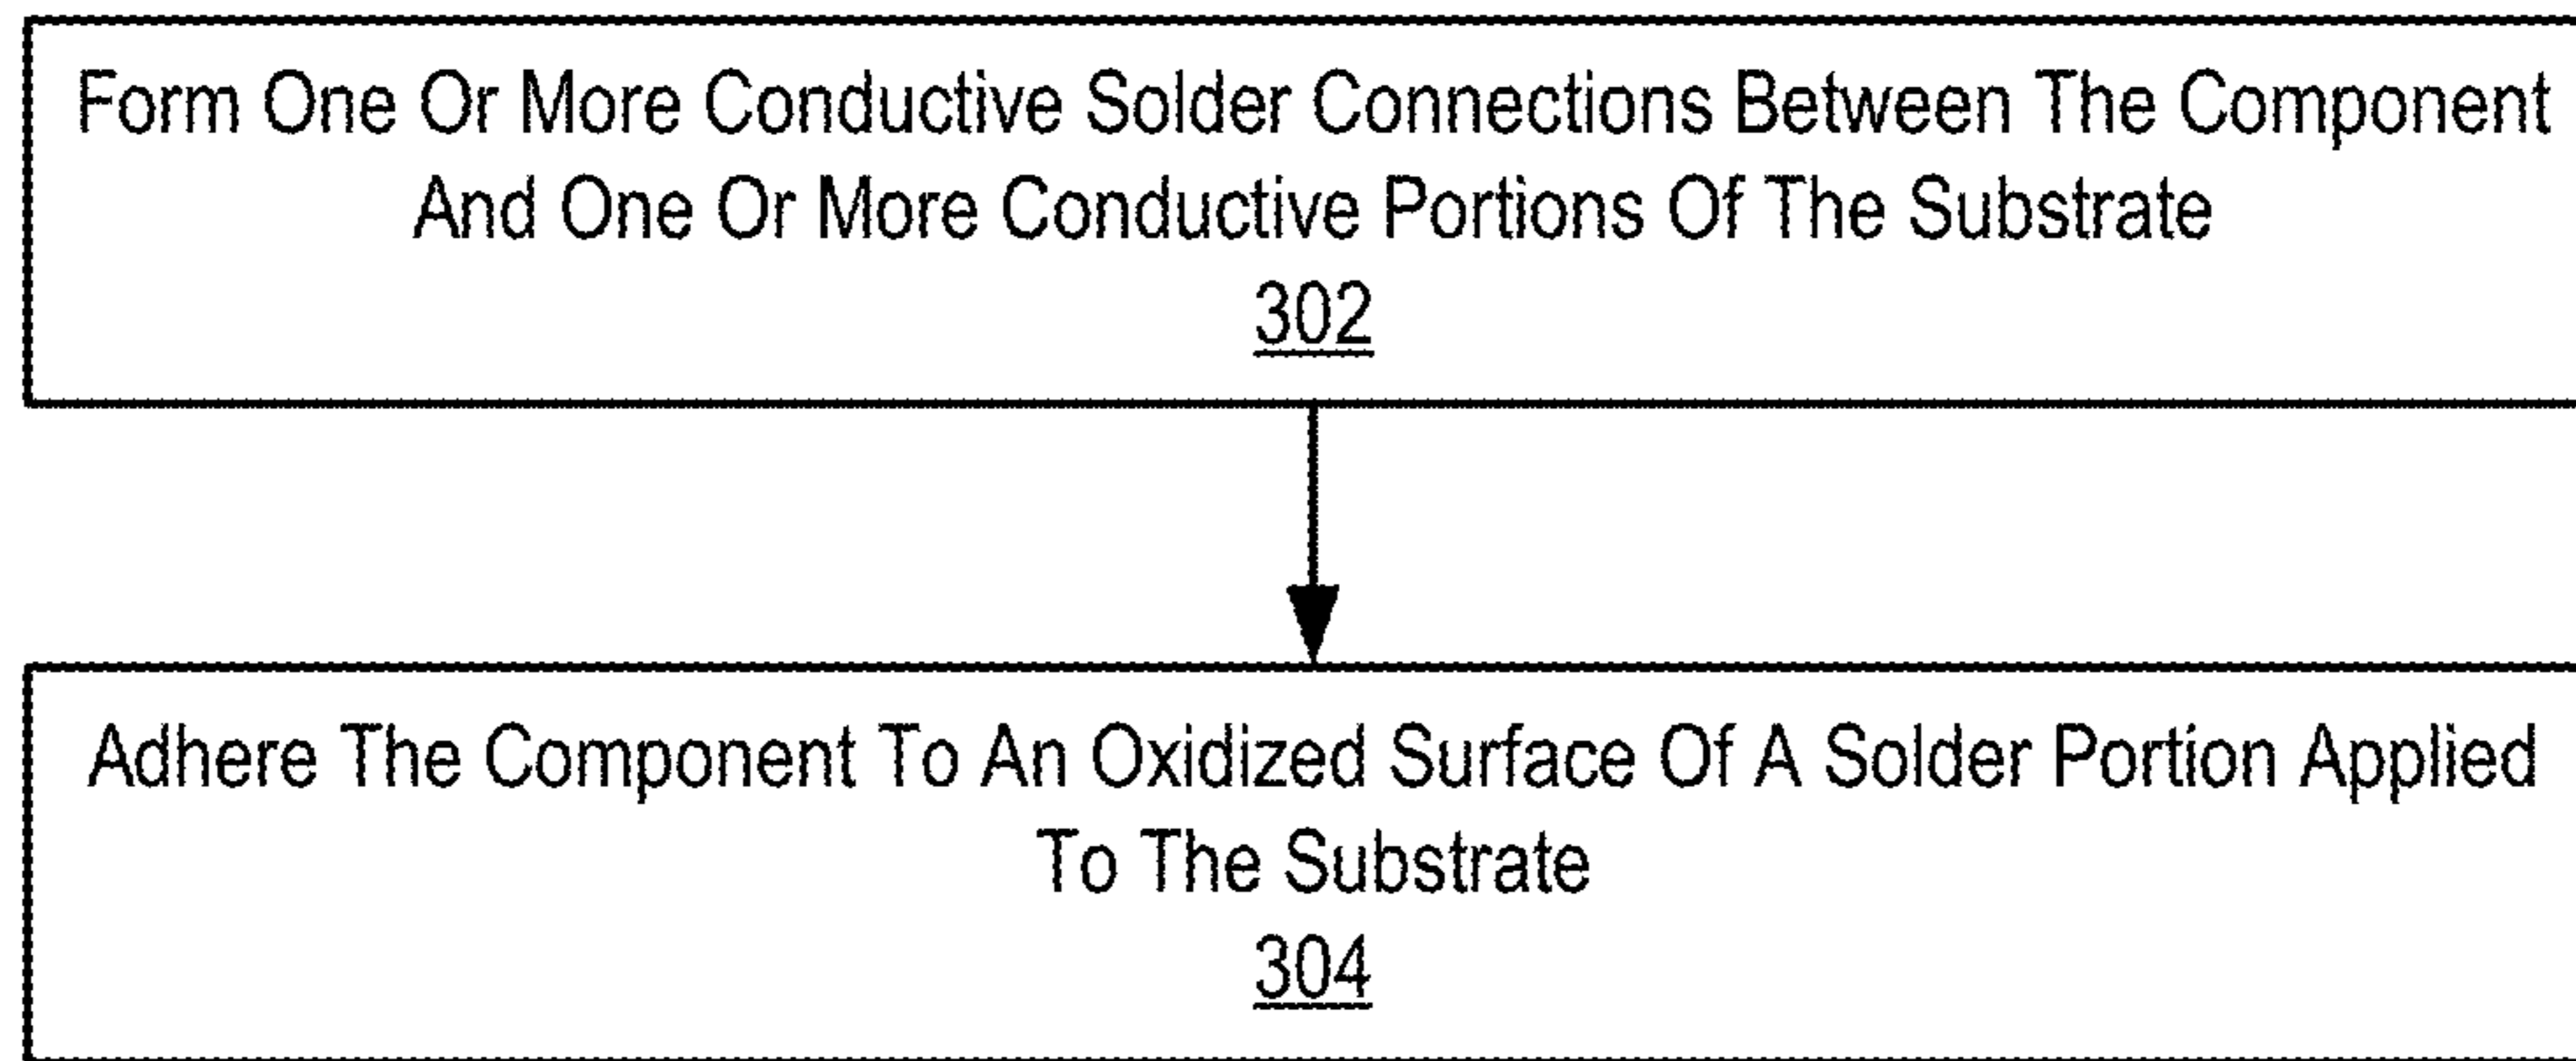 Form One Or More Conductive Solder Connections Between The Component
And One Or More Conductive Portions Of The Substrate
302
Adhere The Component To An Oxidized Surface Of A Solder Portion Applied
To The Substrate
304